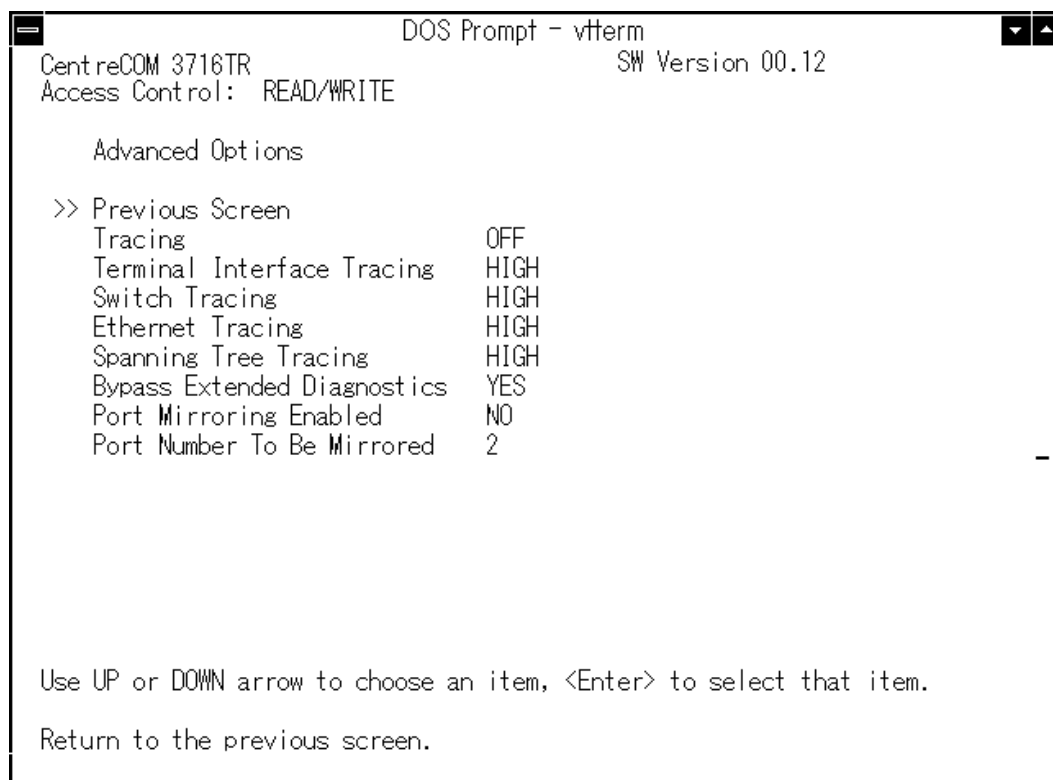 DOS Prompt - vtterm
CentreCOM 3716TR SW Version 00.12
Access Control: READ/WRITE
Advanced Options
>> Previous Screen
Tracing OFF
Terminal Interface Tracing HIGH
Switch Tracing HIGH
Ethernet Tracing HIGH
Spanning Tree Tracing HIGH
Bypass Extended Diagnostics YES
Port Mirroring Enabled NO
Port Number To Be Mirrored 2
Use UP or DOWN arrow to choose an item, <Enter> to select that item.
Return to the previous screen.